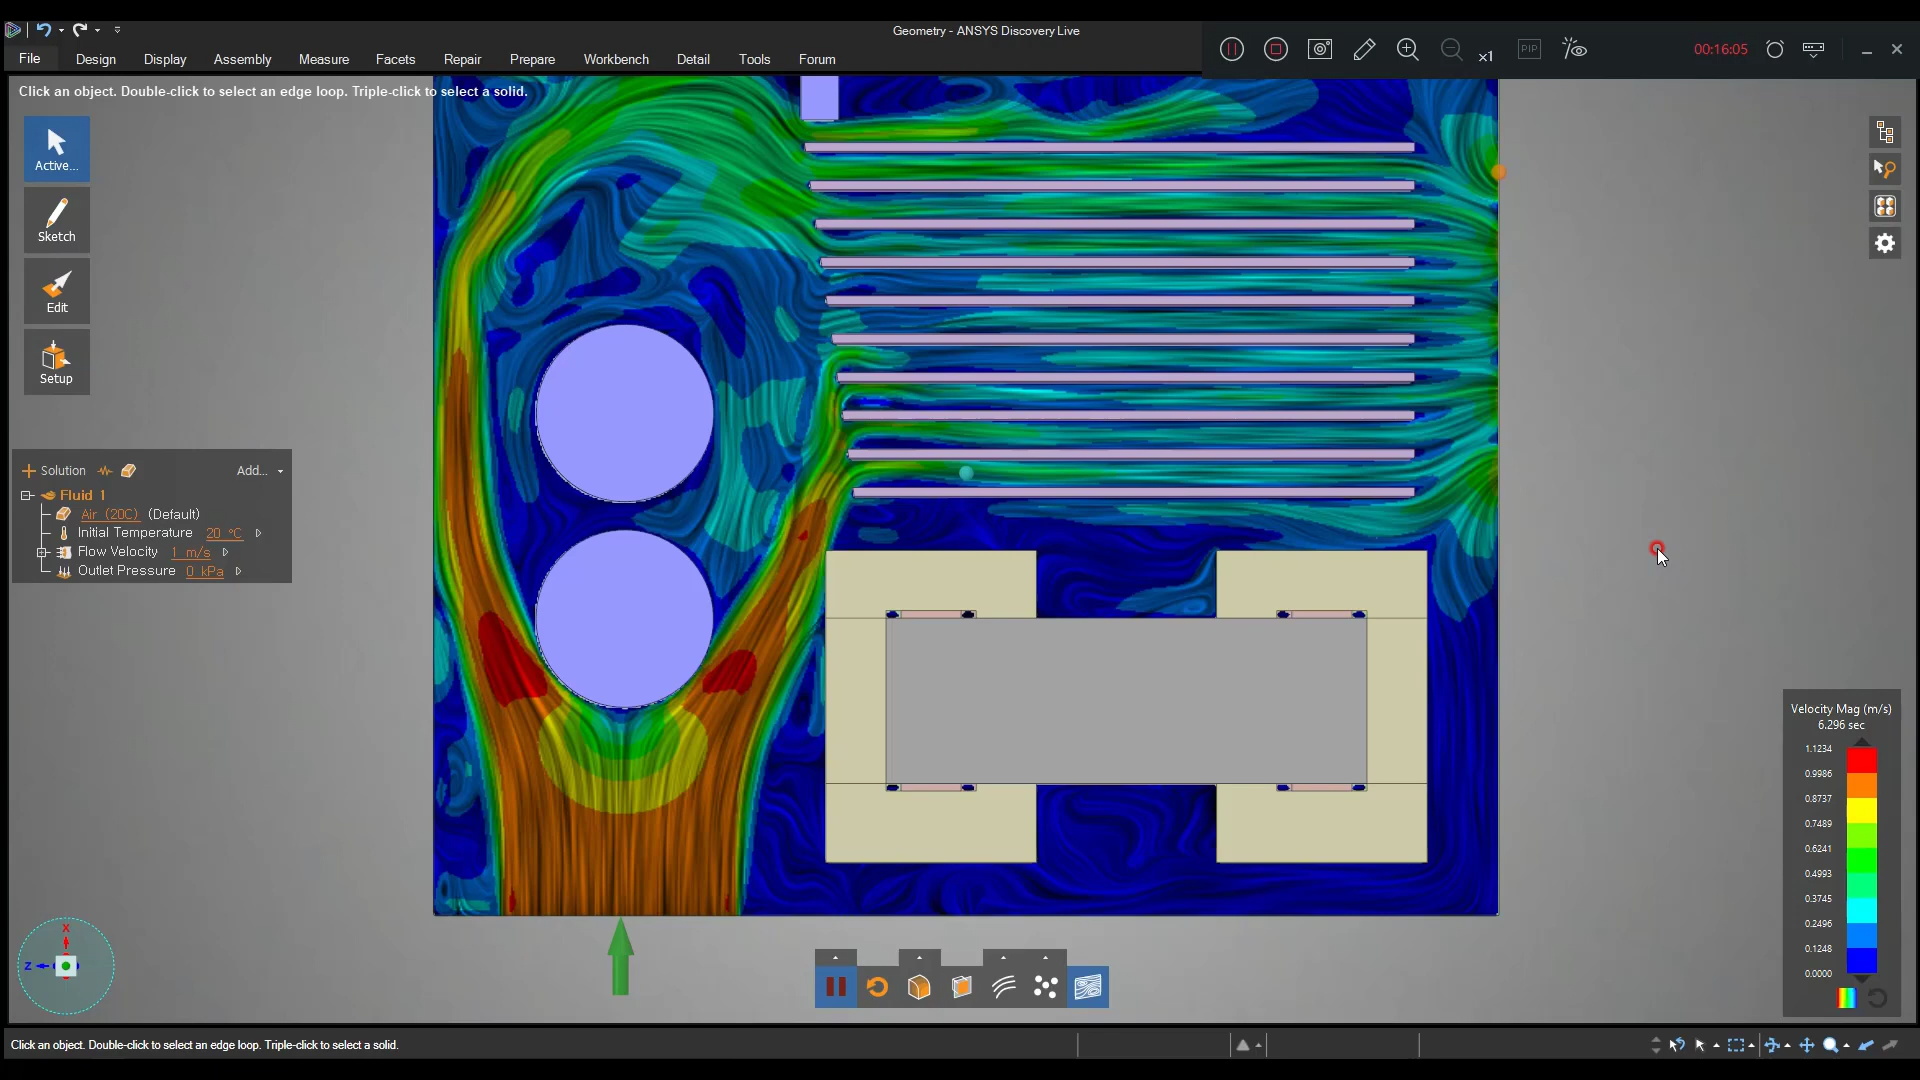 Geometry - ANSYS Discovery Live
File Design Display Assembly Measure Facets Repair Prepare Workbench Detail Tools Forum
x1 PIP 00:16:05
Click an object. Double-click to select an edge loop. Triple-click to select a solid.
Active...
Sketch
Edit
Setup
Solution Add...
Fluid 1
Air (20C) (Default)
Initial Temperature 20 °C
Flow Velocity 1 m/s
Outlet Pressure 0 kPa
Velocity Mag (m/s)
6.296 sec
1.1234
0.9986
0.8737
0.7489
0.6241
0.4993
0.3745
0.2496
0.1248
0.0000
X
Z
Click an object. Double-click to select an edge loop. Triple-click to select a solid.